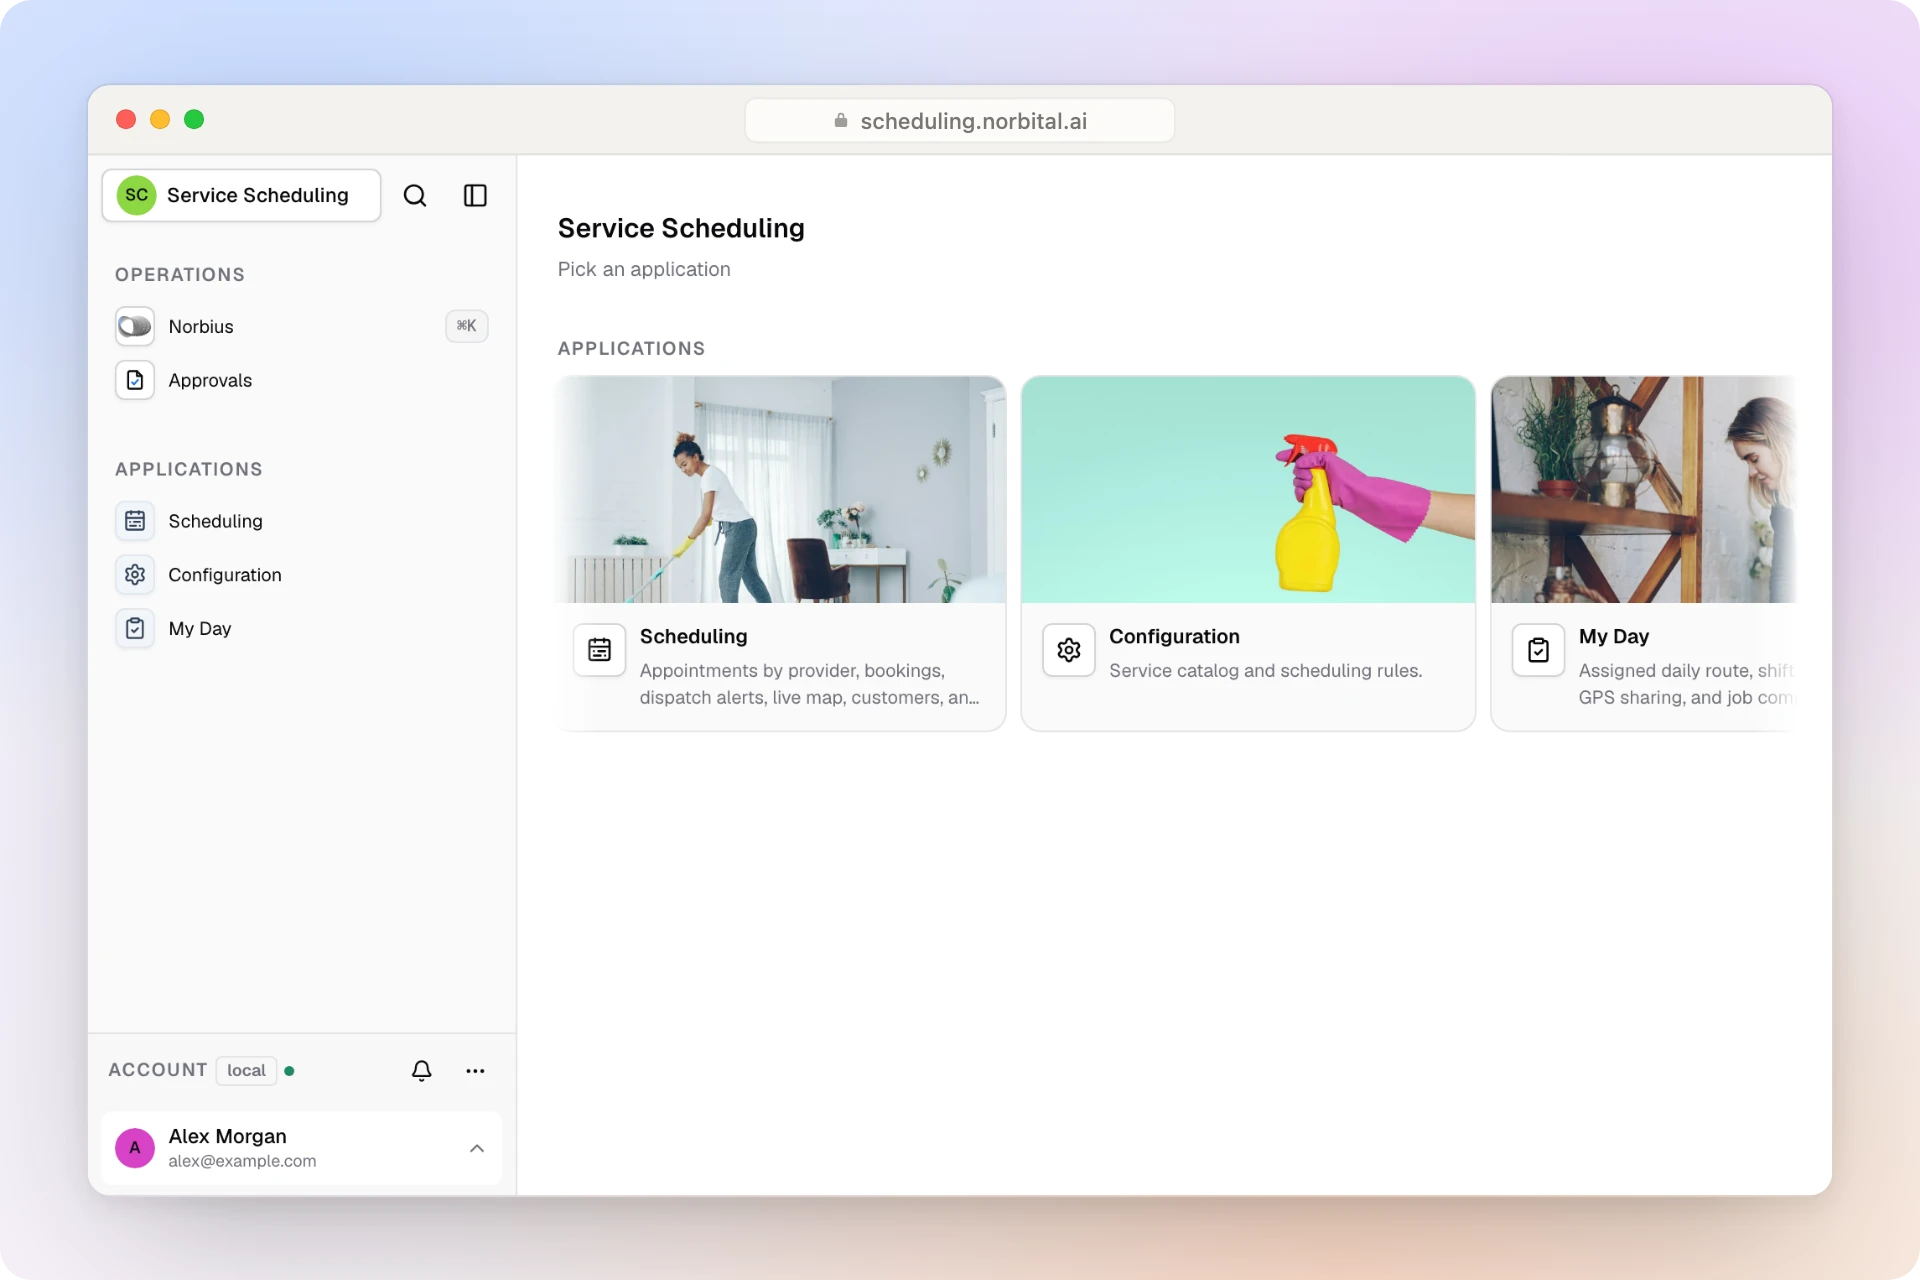 scheduling.norbital.ai
SC Service Scheduling
OPERATIONS
Norbius ⌘K
Approvals
APPLICATIONS
Scheduling
Configuration
My Day
ACCOUNT local
A Alex Morgan
alex@example.com
Service Scheduling
Pick an application
APPLICATIONS
Scheduling
Appointments by provider, bookings,
dispatch alerts, live map, customers, an...
Configuration
Service catalog and scheduling rules.
My Day
Assigned daily route, shift
GPS sharing, and job com